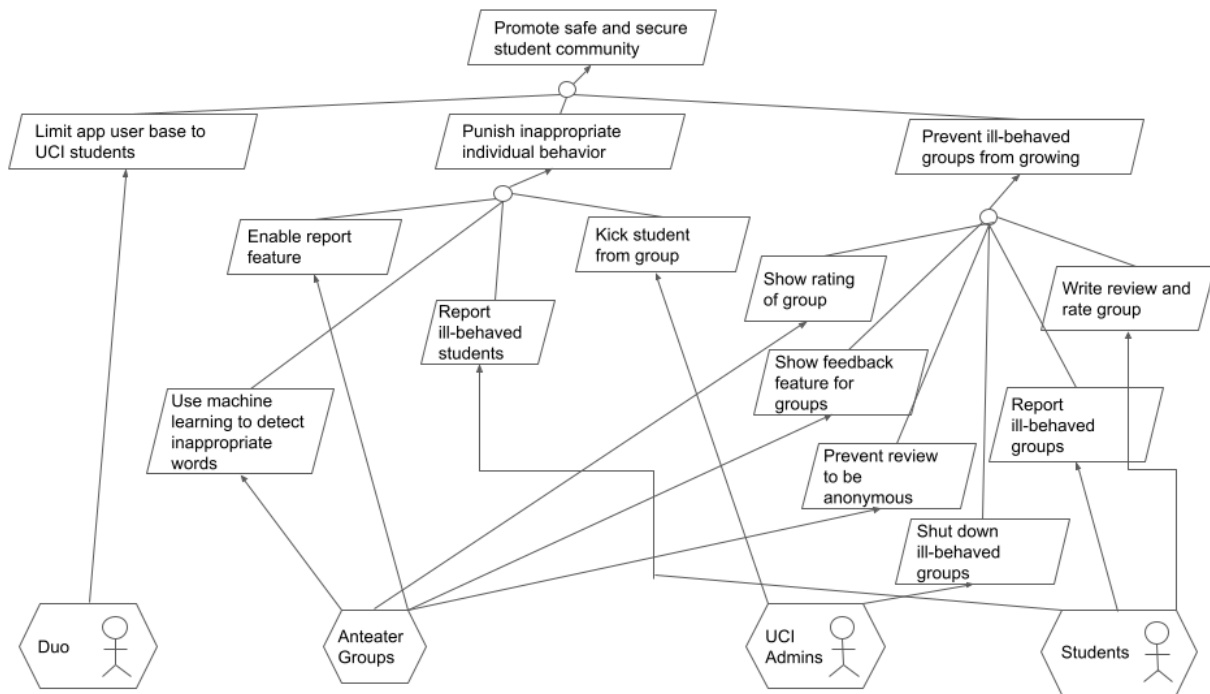 Promote safe and secure
student community
Limit app user base to
UCI students
Punish inappropriate
individual behavior
Prevent ill-behaved
groups from growing
Enable report
feature
Kick student
from group
Show rating
of group
Write review and
rate group
Report
ill-behaved
students
Show feedback
feature for
groups
Use machine
learning to detect
inappropriate
words
Report
ill-behaved
groups
Prevent review
to be
anonymous
Shut down
ill-behaved
groups
Duo
Anteater
Groups
UCI
Admins
Students